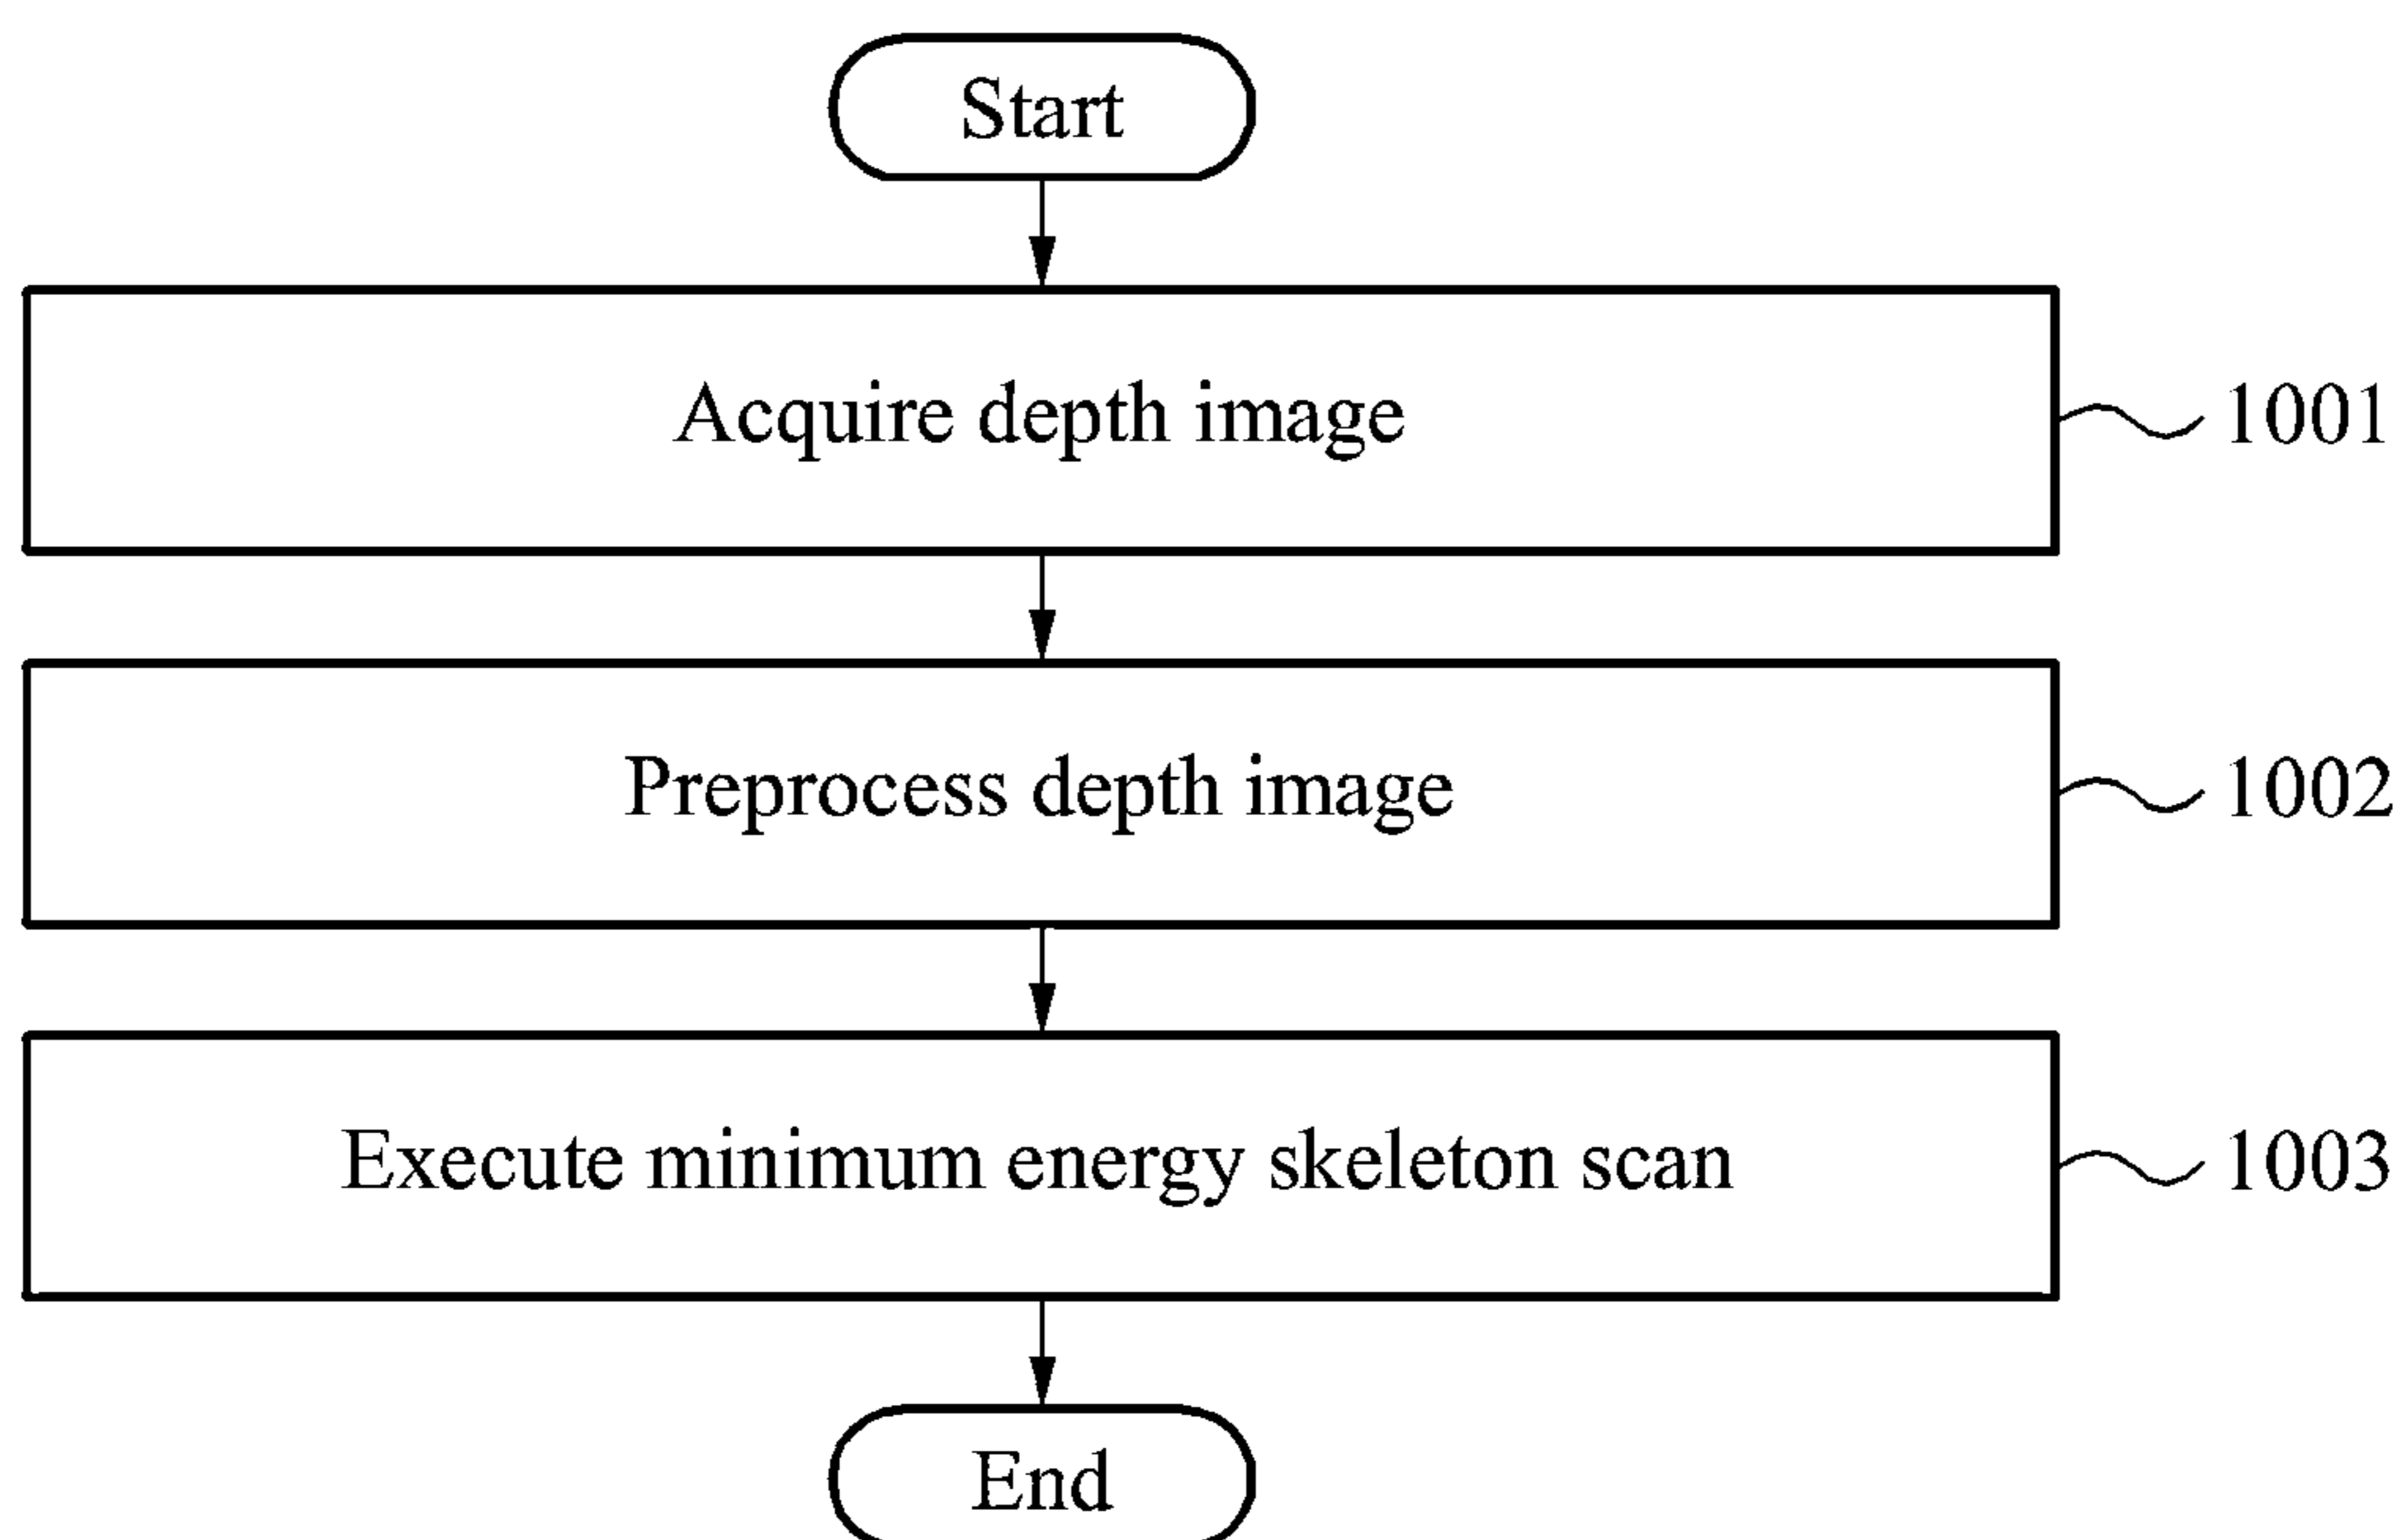 Start
Acquire depth image
1001
Preprocess depth image
1002
Execute minimum energy skeleton scan
1003
End